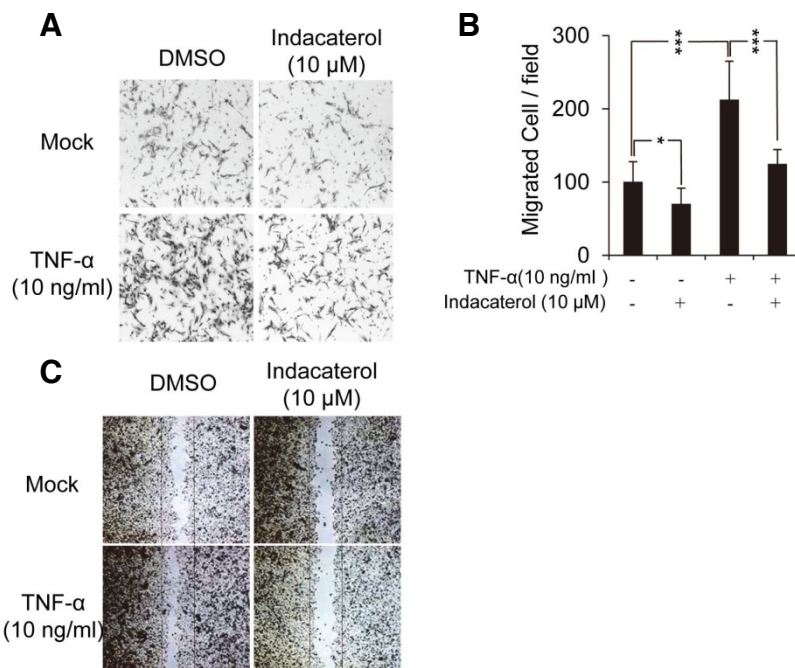 A
DMSO
Indacaterol
(10 μM)
Mock
TNF-α
(10 ng/ml)
B
Migrated Cell / field
300
200
100
0
*
***
***
TNF-α(10 ng/ml )
- - + +
Indacaterol (10 μM)
- + - +
C
DMSO
Indacaterol
(10 μM)
Mock
TNF-α
(10 ng/ml)